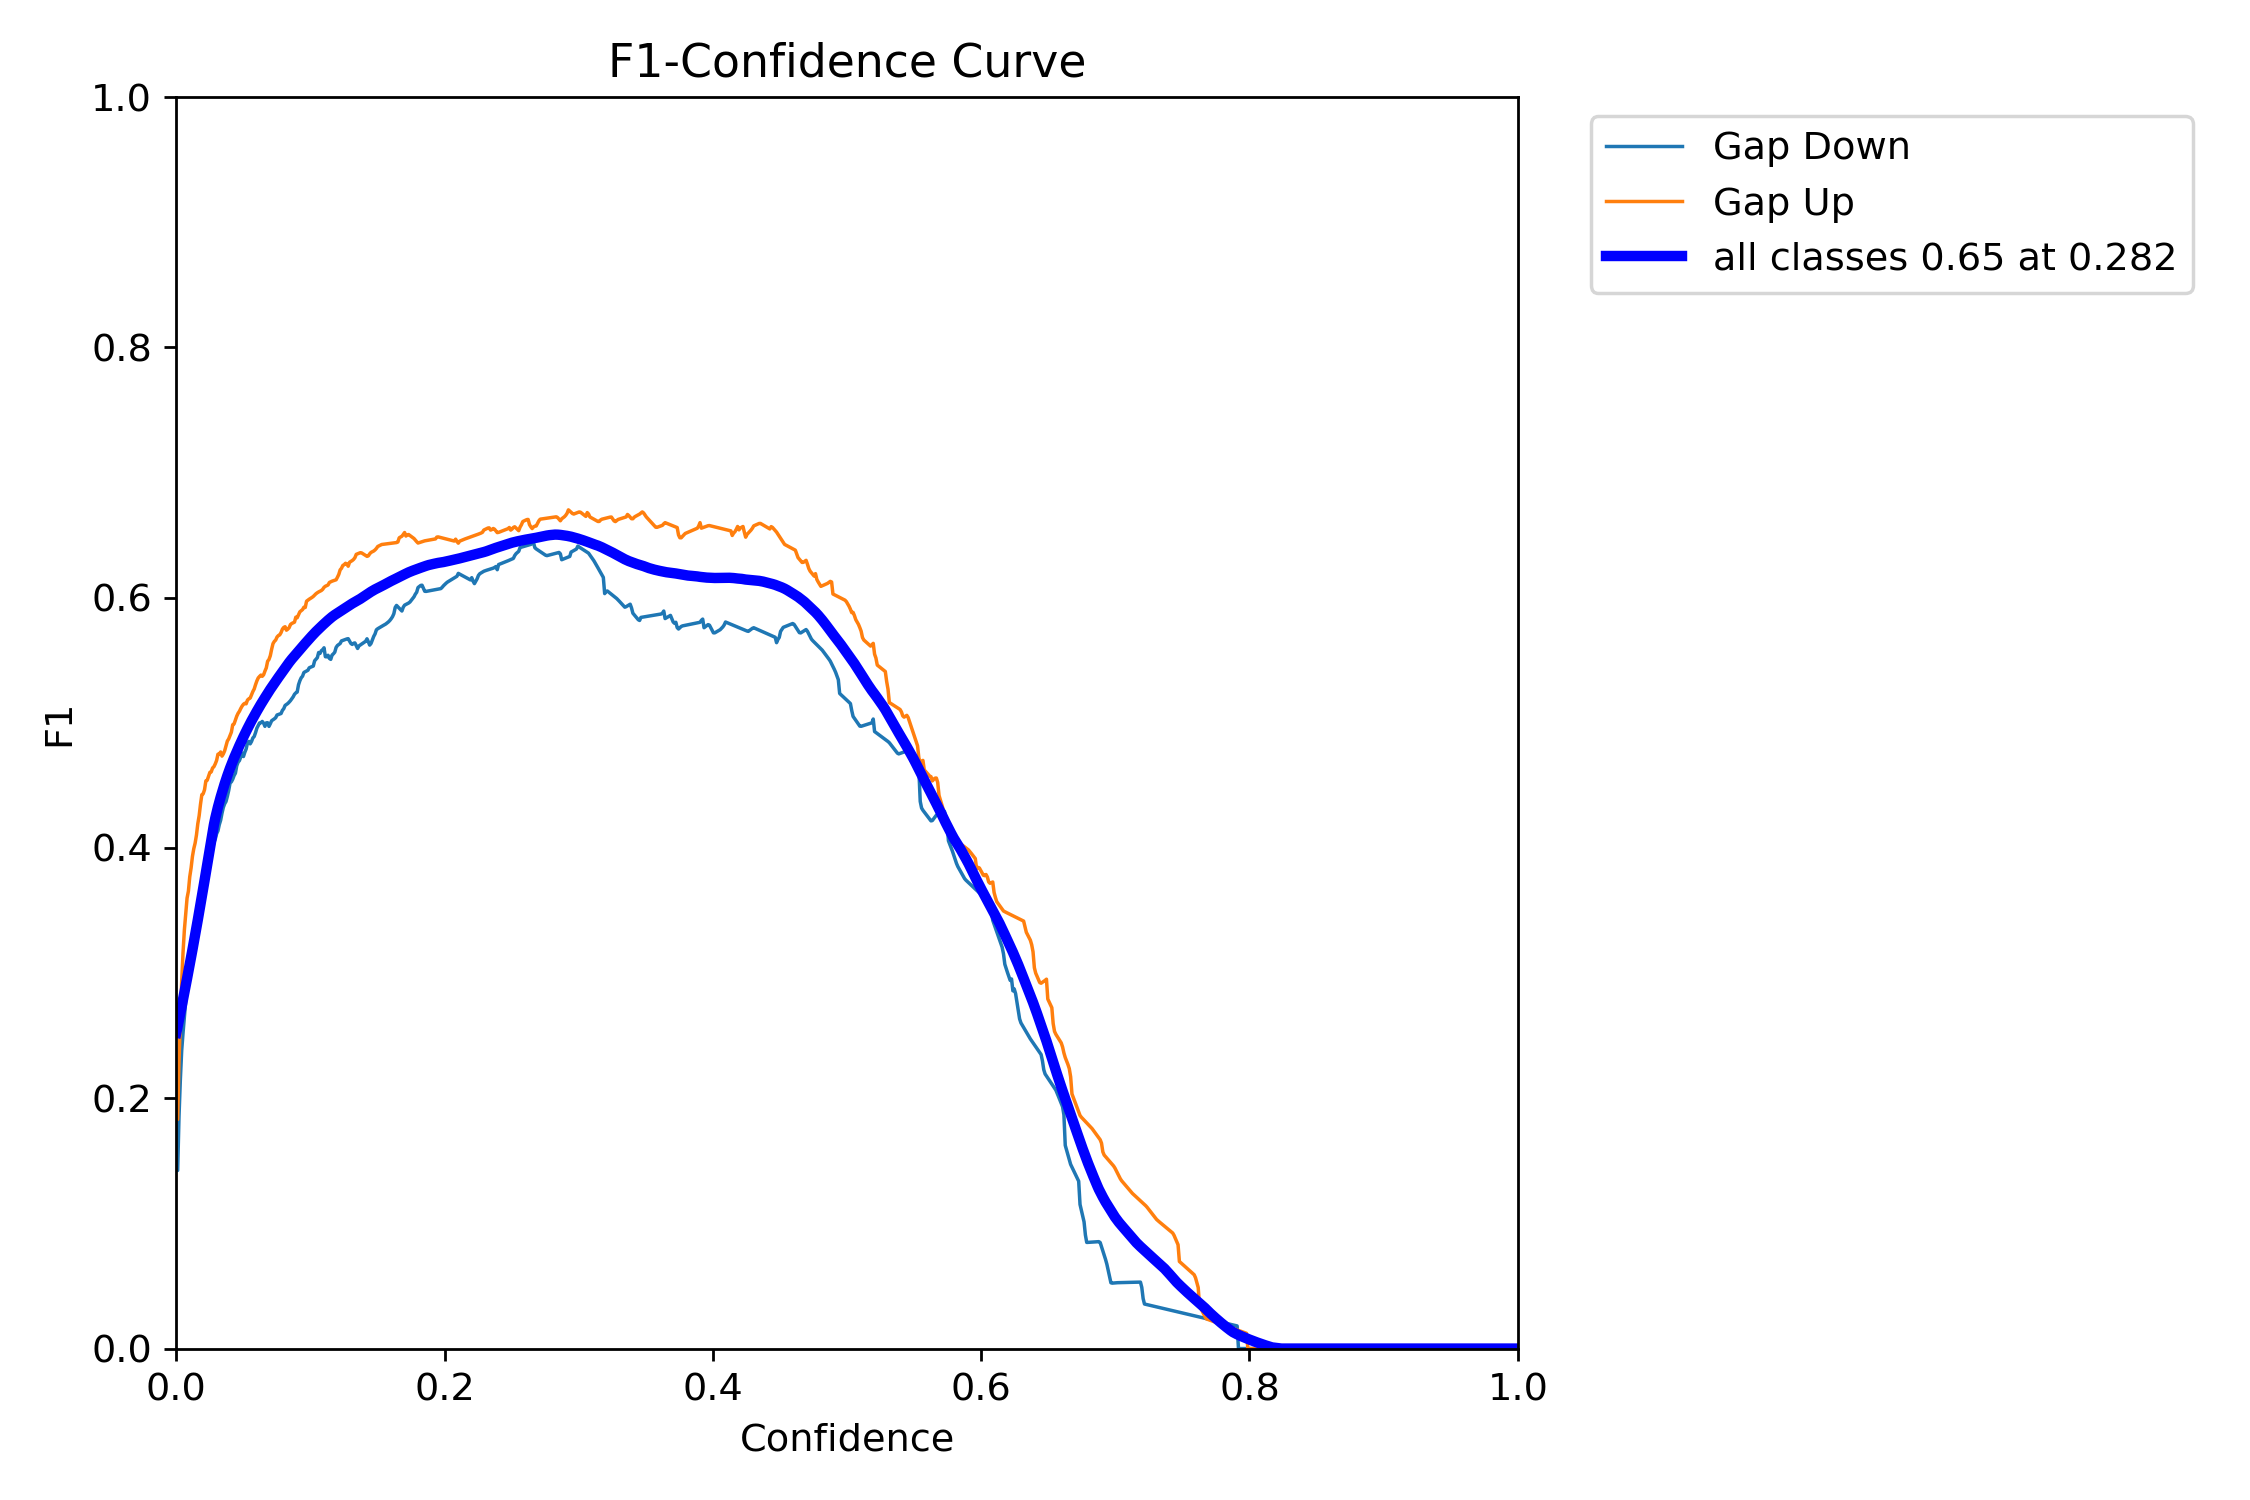 F1-Confidence Curve
1.0
0.8
0.6
0.4
0.2
0.0
F1
0.0 0.2 0.4 0.6 0.8 1.0
Confidence
Gap Down
Gap Up
all classes 0.65 at 0.282